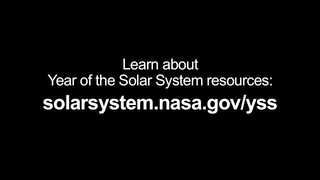 Learn about
Year of the Solar System resources:
solarsystem.nasa.gov/yss